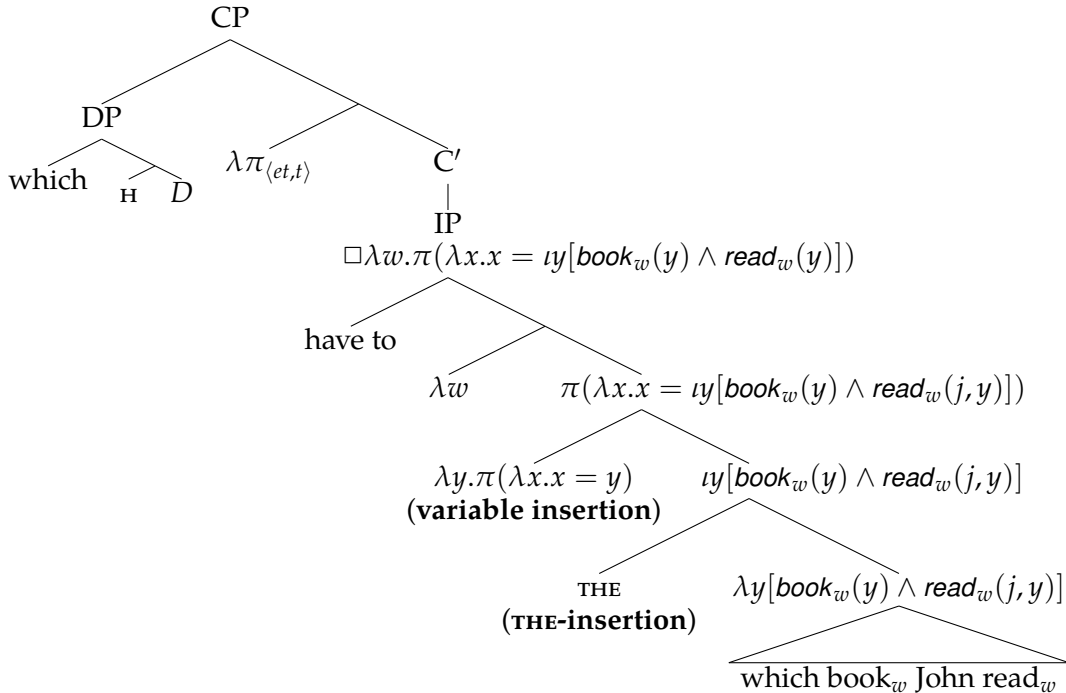 CP
DP
which
H D
λπ⟨et,t⟩
C′
IP
□λw.π(λx.x = ιy[book_w(y) ∧ read_w(y)])
have to
λw
π(λx.x = ιy[book_w(y) ∧ read_w(j, y)])
λy.π(λx.x = y)
(variable insertion)
ιy[book_w(y) ∧ read_w(j, y)]
THE
(THE-insertion)
λy[book_w(y) ∧ read_w(j, y)]
which book_w John read_w